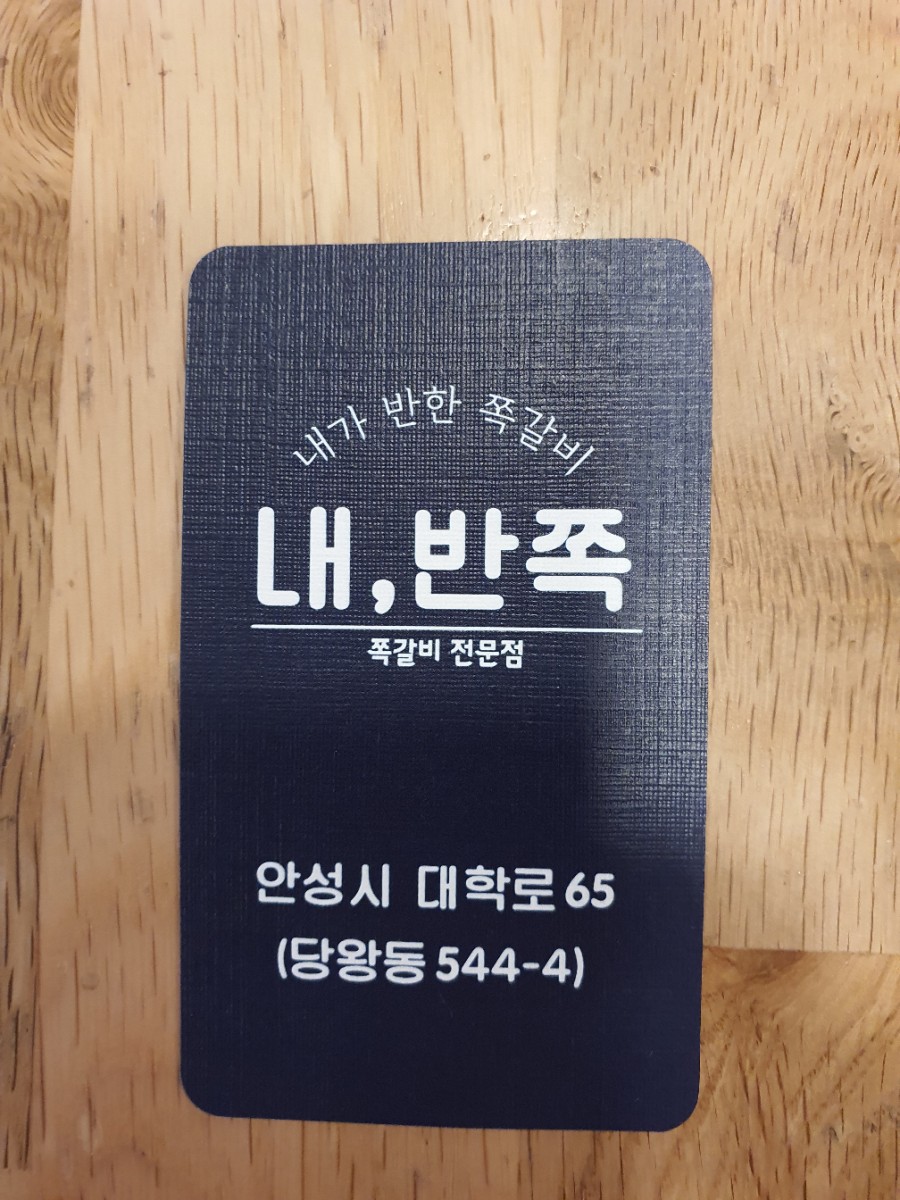 내가 반한 쪽갈비
내,반쪽
쪽갈비 전문점
안성시 대학로 65
(당왕동 544-4)